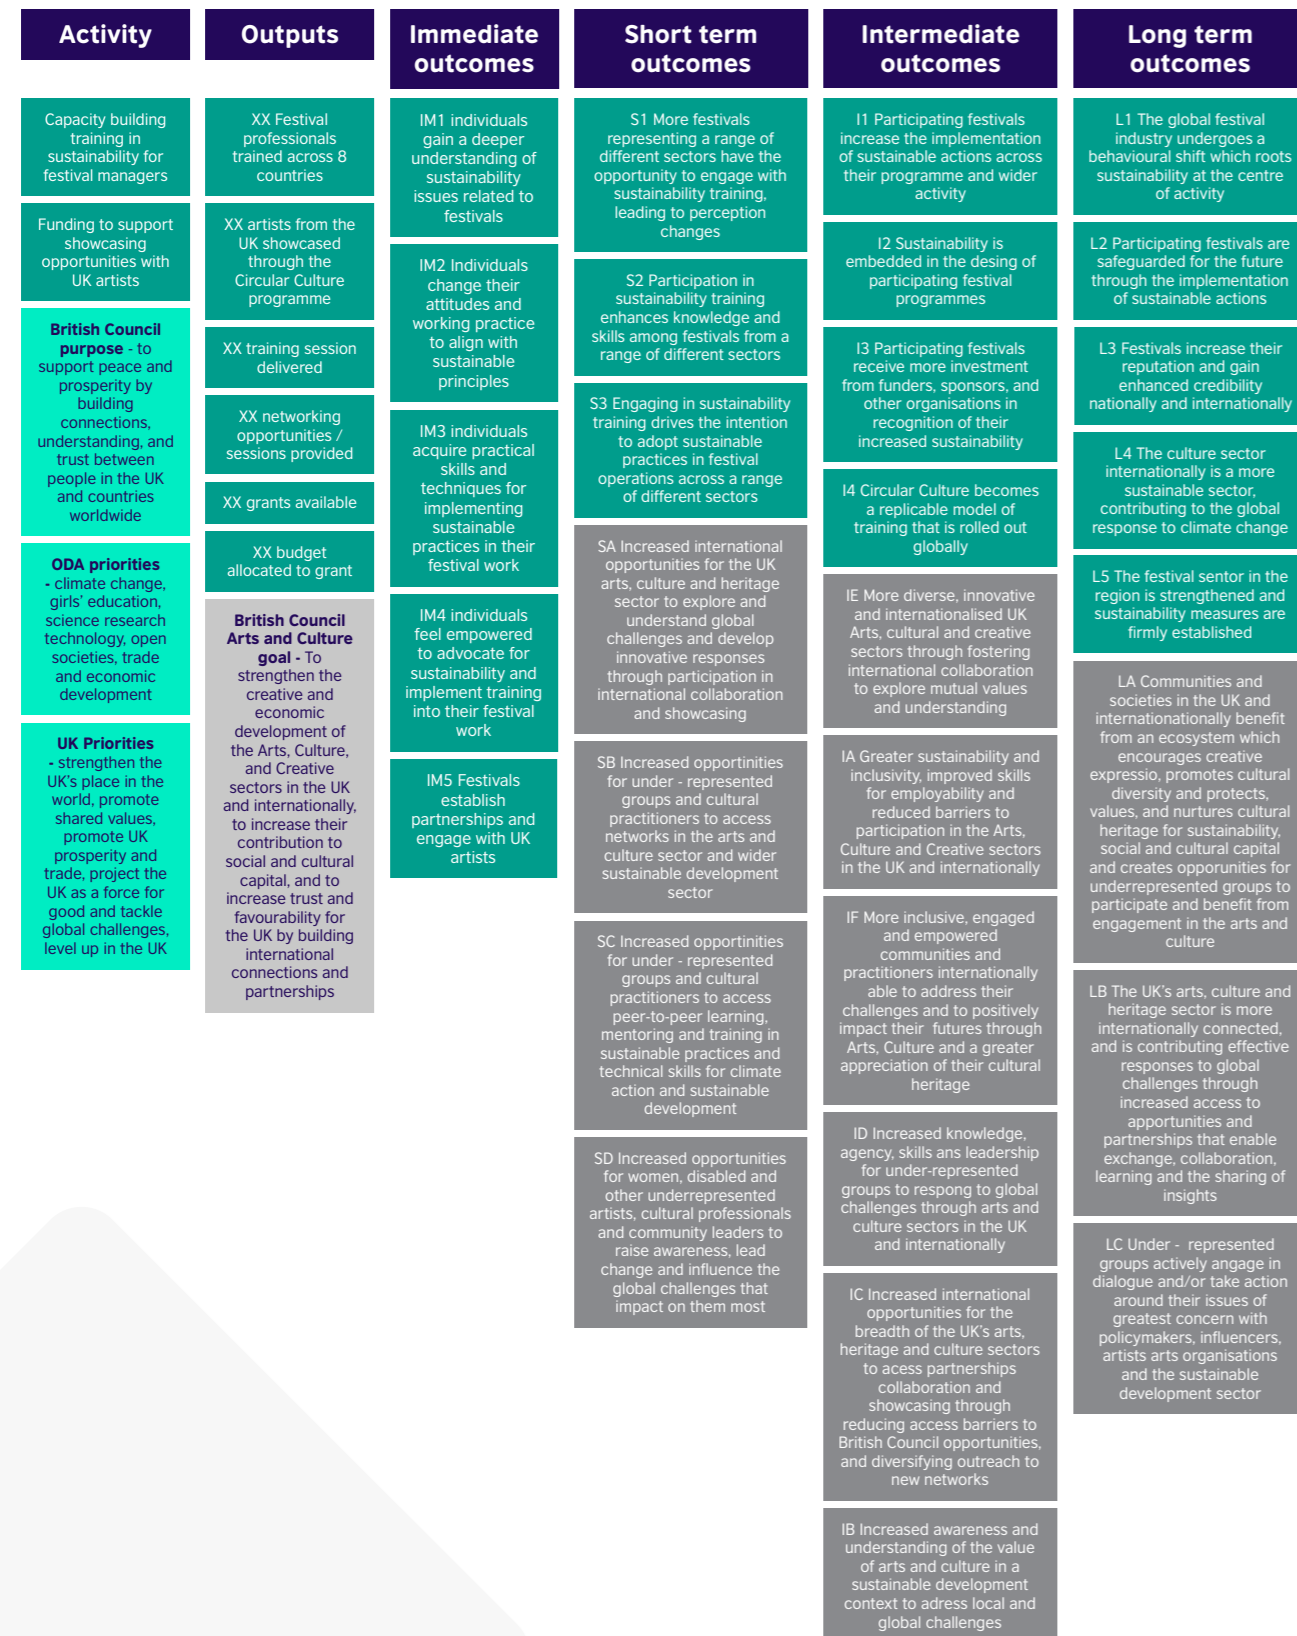 Activity
Capacity building
training in
sustainability for
festival managers
Funding to support
showcasing
opportunities with
UK artists
British Council
purpose - to
support peace and
prosperity by
building
connections,
understanding, and
trust between
people in the UK
and countries
worldwide
ODA priorities
- climate change,
girls' education,
science research
technology, open
societies, trade
and economic
development
UK Priorities
- strengthen the
UK's place in the
world, promote
shared values,
promote UK
prosperity and
trade, project the
UK as a force for
good and tackle
global challenges,
level up in the UK
Outputs
XX Festival
professionals
trained across 8
countries
XX artists from the
UK showcased
through the
Circular Culture
programme
XX training session
delivered
XX networking
opportunities /
sessions provided
XX grants available
XX budget
allocated to grant
British Council
Arts and Culture
goal - To
strengthen the
creative and
economic
development of
the Arts, Culture,
and Creative
sectors in the UK
and internationally,
to increase their
contribution to
social and cultural
capital, and to
increase trust and
favourability for
the UK by building
international
connections and
partnerships
Immediate
outcomes
IM1 individuals
gain a deeper
understanding of
sustainability
issues related to
festivals
IM2 Individuals
change their
attitudes and
working practice
to align with
sustainable
principles
IM3 individuals
acquire practical
skills and
techniques for
implementing
sustainable
practices in their
festival work
IM4 individuals
feel empowered
to advocate for
sustainability and
implement training
into their festival
work
IM5 Festivals
establish
partnerships and
engage with UK
artists
Short term
outcomes
S1 More festivals
representing a range of
different sectors have the
opportunity to engage with
sustainability training,
leading to perception
changes
S2 Participation in
sustainability training
enhances knowledge and
skills among festivals from a
range of different sectors
S3 Engaging in sustainability
training drives the intention
to adopt sustainable
practices in festival
operations across a range
of different sectors
SA Increased international
opportunities for the UK
arts, culture and heritage
sector to explore and
understand global
challenges and develop
innovative responses
through participation in
international collaboration
and showcasing
SB Increased opportinities
for under - represented
groups and cultural
practitioners to access
networks in the arts and
culture sector and wider
sustainable development
sector
SC Increased opportinities
for under - represented
groups and cultural
practitioners to access
peer-to-peer learning,
mentoring and training in
sustainable practices and
technical skills for climate
action and sustainable
development
SD Increased opportunities
for women, disabled and
other underrepresented
artists, cultural professionals
and community leaders to
raise awareness, lead
change and influence the
global challenges that
impact on them most
Intermediate
outcomes
I1 Participating festivals
increase the implementation
of sustainable actions across
their programme and wider
activity
I2 Sustainability is
embedded in the desing of
participating festival
programmes
I3 Participating festivals
receive more investment
from funders, sponsors, and
other organisations in
recognition of their
increased sustainability
I4 Circular Culture becomes
a replicable model of
training that is rolled out
globally
IE More diverse, innovative
and internationalised UK
Arts, cultural and creative
sectors through fostering
international collaboration
to explore mutual values
and understanding
IA Greater sustainability and
inclusivity, improved skills
for employability and
reduced barriers to
participation in the Arts,
Culture and Creative sectors
in the UK and internationally
IF More inclusive, engaged
and empowered
communities and
practitioners internationally
able to address their
challenges and to positively
impact their futures through
Arts, Culture and a greater
appreciation of their cultural
heritage
ID Increased knowledge,
agency, skills ans leadership
for under-represented
groups to respong to global
challenges through arts and
culture sectors in the UK
and internationally
IC Increased international
opportunities for the
breadth of the UK's arts,
heritage and culture sectors
to acess partnerships
collaboration and
showcasing through
reducing access barriers to
British Council opportunities,
and diversifying outreach to
new networks
IB Increased awareness and
understanding of the value
of arts and culture in a
sustainable development
context to adress local and
global challenges
Long term
outcomes
L1 The global festival
industry undergoes a
behavioural shift which roots
sustainability at the centre
of activity
L2 Participating festivals are
safeguarded for the future
through the implementation
of sustainable actions
L3 Festivals increase their
reputation and gain
enhanced credibility
nationally and internationally
L4 The culture sector
internationally is a more
sustainable sector,
contributing to the global
response to climate change
L5 The festival sentor in the
region is strengthened and
sustainability measures are
firmly established
LA Communities and
societies in the UK and
internationationally benefit
from an ecosystem which
encourages creative
expressio, promotes cultural
diversity and protects,
values, and nurtures cultural
heritage for sustainability,
social and cultural capital
and creates opporunities for
underrepresented groups to
participate and benefit from
engagement in the arts and
culture
LB The UK's arts, culture and
heritage sector is more
internationally connected,
and is contributing effective
responses to global
challenges through
increased access to
apportunities and
partnerships that enable
exchange, collaboration,
learning and the sharing of
insights
LC Under - represented
groups actively angage in
dialogue and/or take action
around their issues of
greatest concern with
policymakers, influencers,
artists arts organisations
and the sustainable
development sector